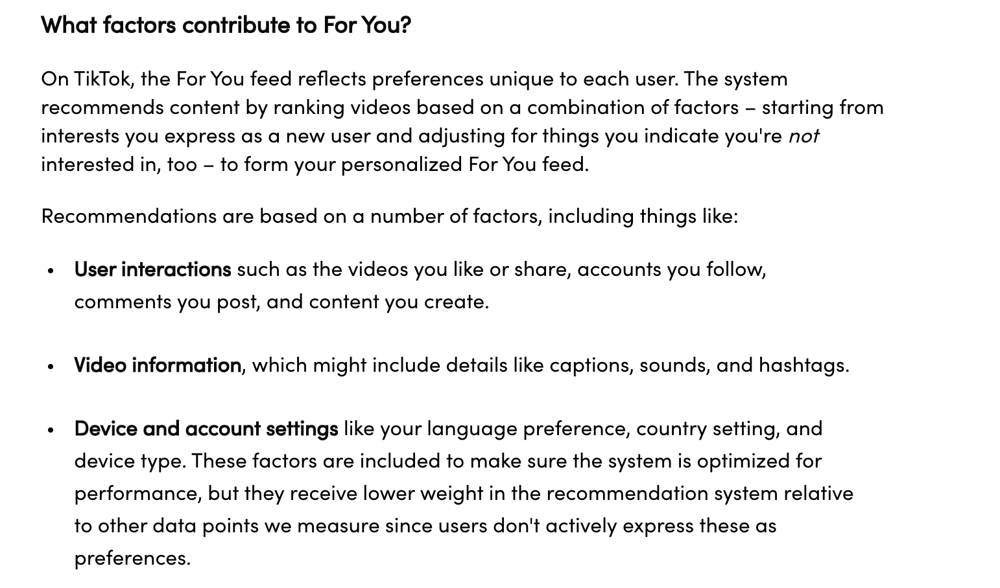 What factors contribute to For You?
On TikTok, the For You feed reflects preferences unique to each user. The system
recommends content by ranking videos based on a combination of factors – starting from
interests you express as a new user and adjusting for things you indicate you're not
interested in, too – to form your personalized For You feed.
Recommendations are based on a number of factors, including things like:
• User interactions such as the videos you like or share, accounts you follow,
comments you post, and content you create.
• Video information, which might include details like captions, sounds, and hashtags.
• Device and account settings like your language preference, country setting, and
device type. These factors are included to make sure the system is optimized for
performance, but they receive lower weight in the recommendation system relative
to other data points we measure since users don't actively express these as
preferences.